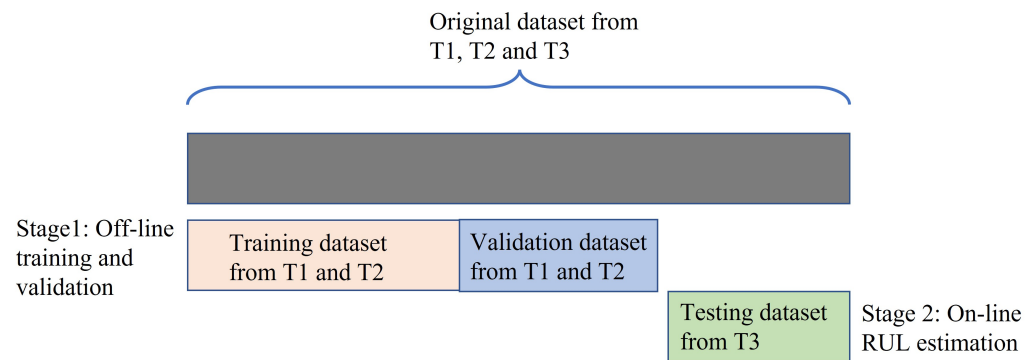 Original dataset from
T1, T2 and T3
Stage1: Off-line
training and
validation
Training dataset
from T1 and T2
Validation dataset
from T1 and T2
Testing dataset
from T3
Stage 2: On-line
RUL estimation